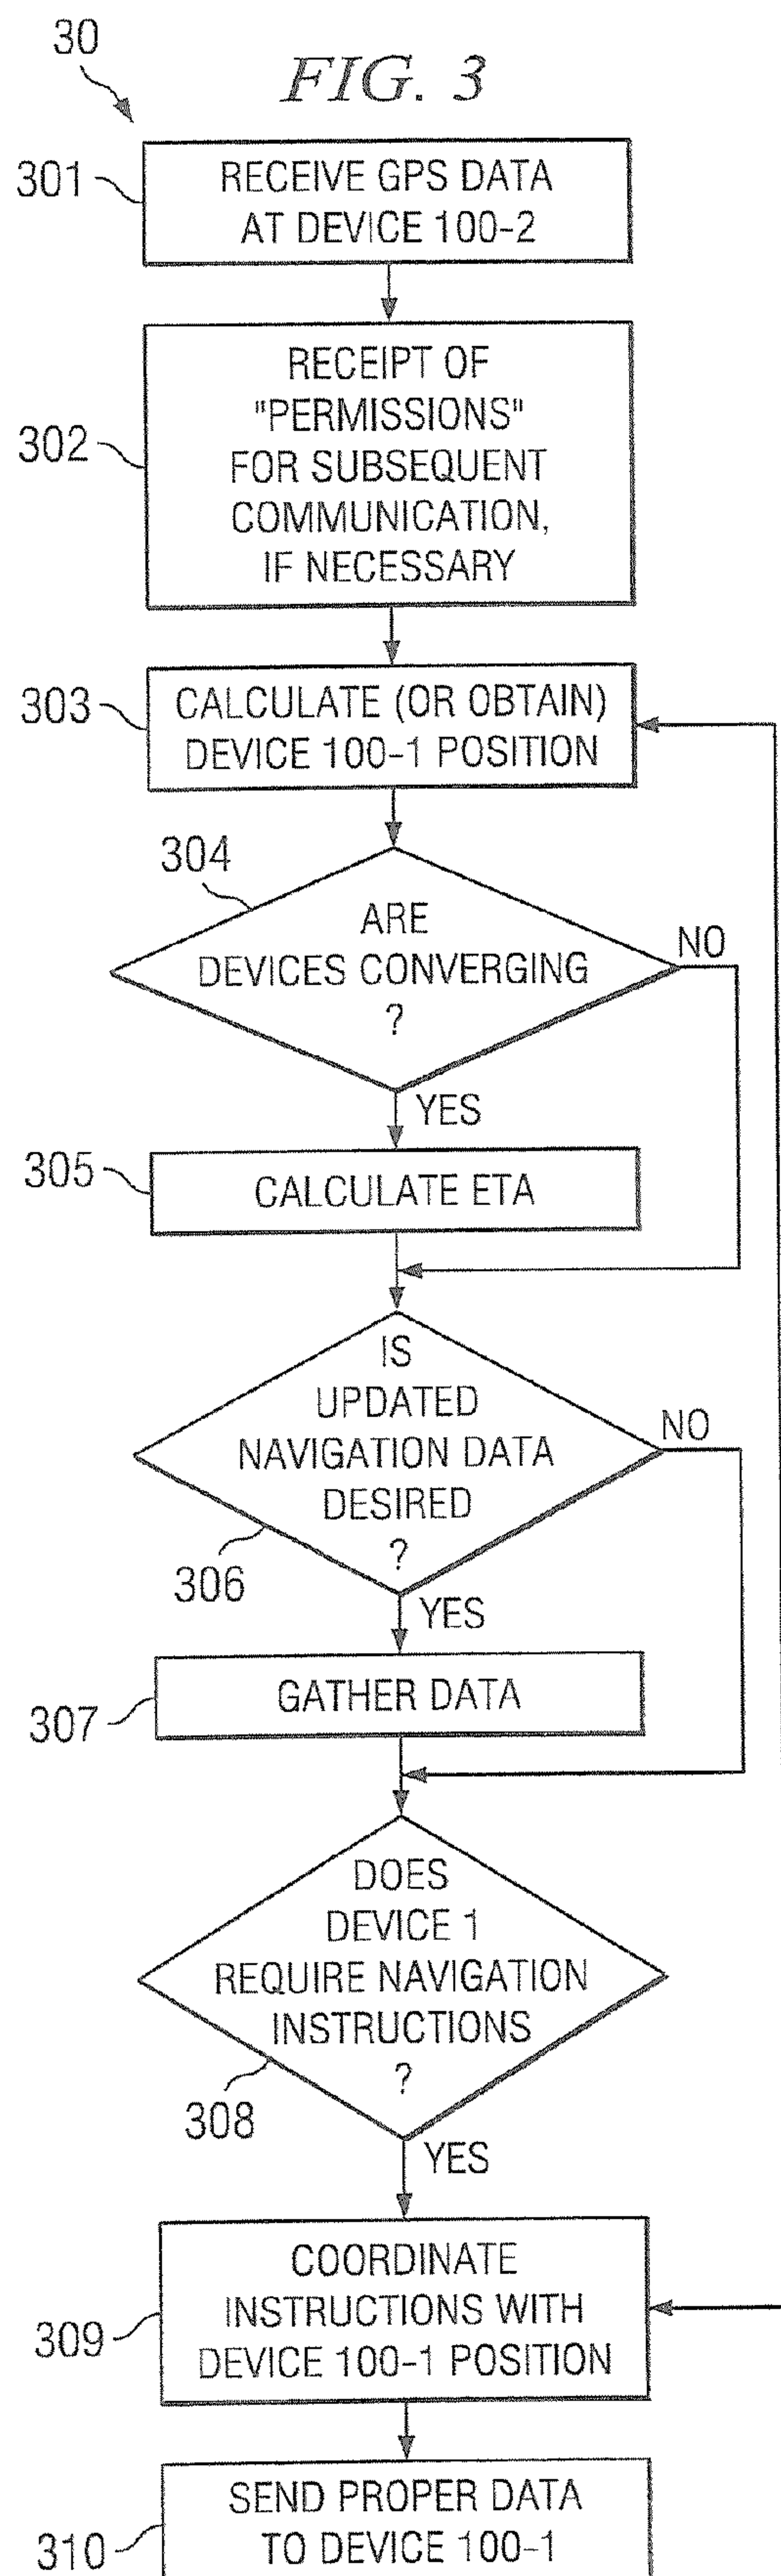 30
FIG. 3
301
RECEIVE GPS DATA
AT DEVICE 100-2
302
RECEIPT OF
"PERMISSIONS"
FOR SUBSEQUENT
COMMUNICATION,
IF NECESSARY
303
CALCULATE (OR OBTAIN)
DEVICE 100-1 POSITION
304
ARE
DEVICES CONVERGING
?
NO
YES
305
CALCULATE ETA
IS
UPDATED
NAVIGATION DATA
DESIRED
?
NO
306
YES
307
GATHER DATA
DOES
DEVICE 1
REQUIRE NAVIGATION
INSTRUCTIONS
?
308
YES
309
COORDINATE
INSTRUCTIONS WITH
DEVICE 100-1 POSITION
310
SEND PROPER DATA
TO DEVICE 100-1